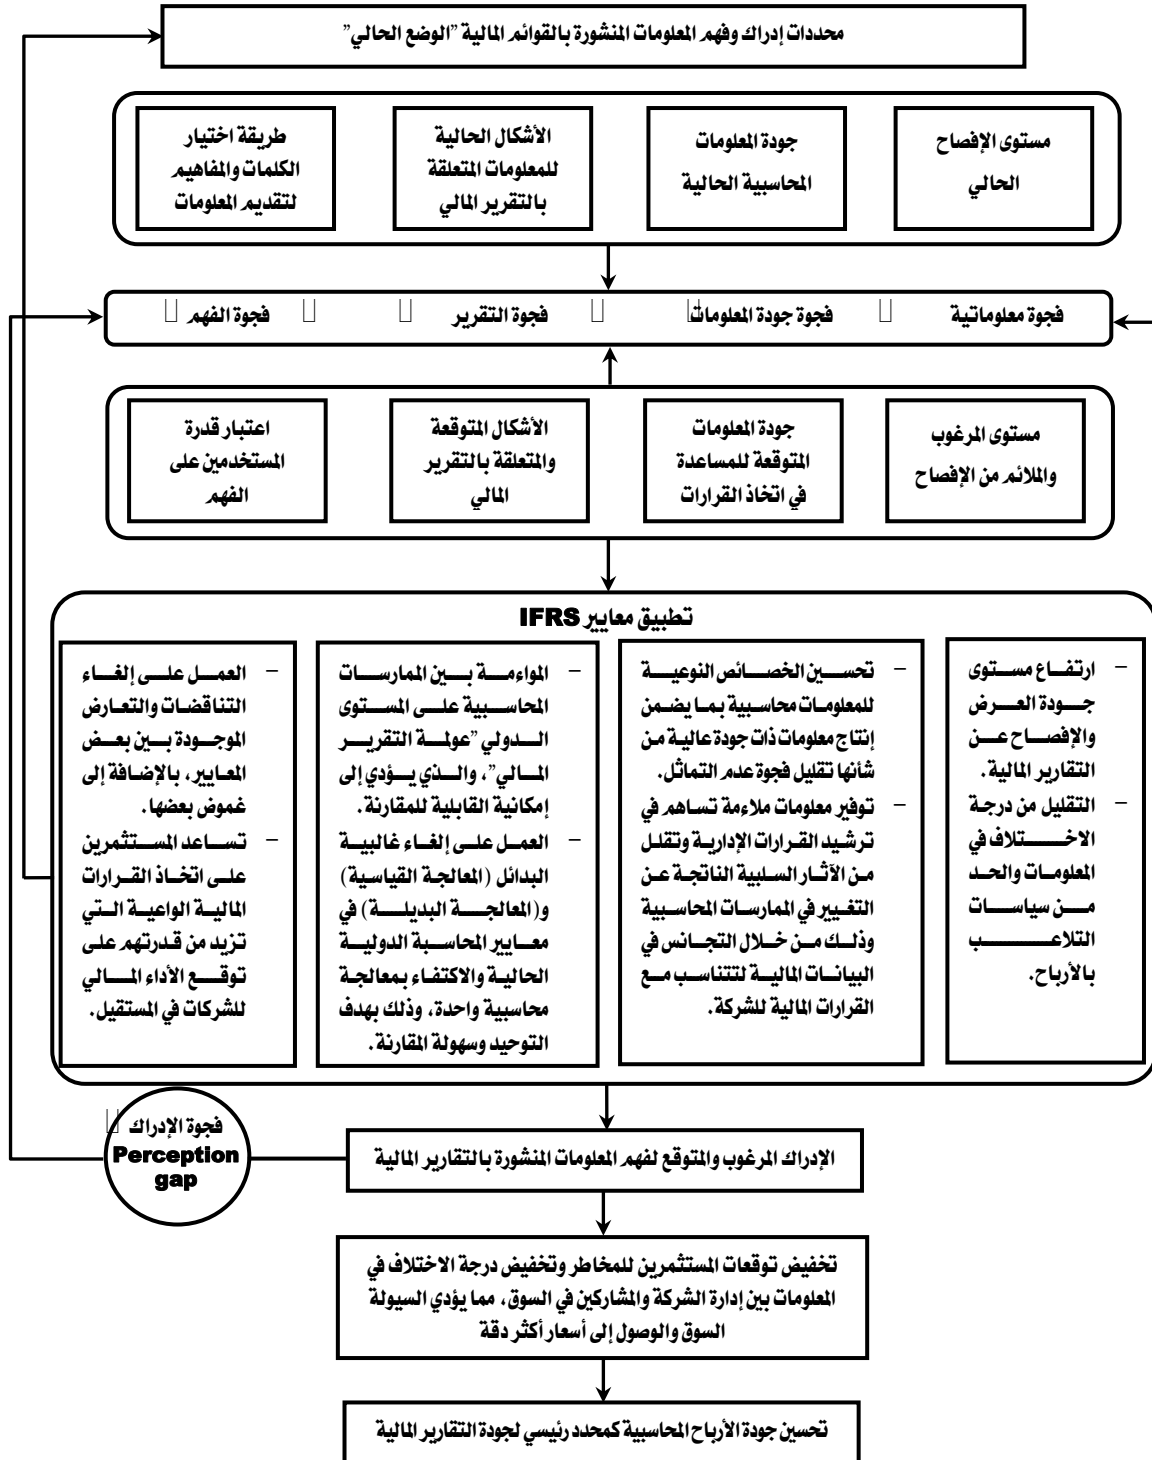 محددات إدراك وفهم المعلومات المنشورة بالقوائم المالية "الوضع الحالي"
مستوى الإفصاح
الحالي
جودة المعلومات
المحاسبية الحالية
الأشكال الحالية
للمعلومات المتعلقة
بالتقرير المالي
طريقة اختيار
الكلمات والمفاهيم
لتقديم المعلومات
فجوة معلوماتية
فجوة جودة المعلومات
فجوة التقرير
فجوة الفهم
مستوى المرغوب
والملائم من الإفصاح
جودة المعلومات
المتوقعة للمساعدة
في اتخاذ القرارات
الأشكال المتوقعة
والمتعلقة بالتقرير
المالي
اعتبار قدرة
المستخدمين على
الفهم
تطبيق معايير IFRS
– ارتفاع مستوى
جودة العرض
والإفصاح عن
التقارير المالية.
– التقليل من درجة
الاختلاف في
المعلومات والحد
من سياسات
التلاعب
بالأرباح.
– تحسين الخصائص النوعية
للمعلومات محاسبية بما يضمن
إنتاج معلومات ذات جودة عالية من
شأنها تقليل فجوة عدم التماثل.
– توفير معلومات ملاءمة تساهم في
ترشيد القرارات الإدارية وتقلل
من الآثار السلبية الناتجة عن
التغيير في الممارسات المحاسبية
وذلك من خلال التجانس في
البيانات المالية لتتناسب مع
القرارات المالية للشركة.
– المواءمة بين الممارسات
المحاسبية على المستوى
الدولي "عولمة التقرير
المالي"، والذي يؤدي إلى
إمكانية القابلية للمقارنة.
– العمل على إلغاء غالبية
البدائل (المعالجة القياسية)
و(المعالجة البديلة) في
معايير المحاسبة الدولية
الحالية والاكتفاء بمعالجة
محاسبية واحدة، وذلك بهدف
التوحيد وسهولة المقارنة.
– العمل على إلغاء
التناقضات والتعارض
الموجودة بين بعض
المعايير، بالإضافة إلى
غموض بعضها.
– تساعد المستثمرين
على اتخاذ القرارات
المالية الواعية التي
تزيد من قدرتهم على
توقع الأداء المالي
للشركات في المستقيل.
فجوة الإدراك
Perception
gap
الإدراك المرغوب والمتوقع لفهم المعلومات المنشورة بالتقارير المالية
تخفيض توقعات المستثمرين للمخاطر وتخفيض درجة الاختلاف في
المعلومات بين إدارة الشركة والمشاركين في السوق، مما يؤدي السيولة
السوق والوصول إلى أسعار أكثر دقة
تحسين جودة الأرباح المحاسبية كمحدد رئيسي لجودة التقارير المالية